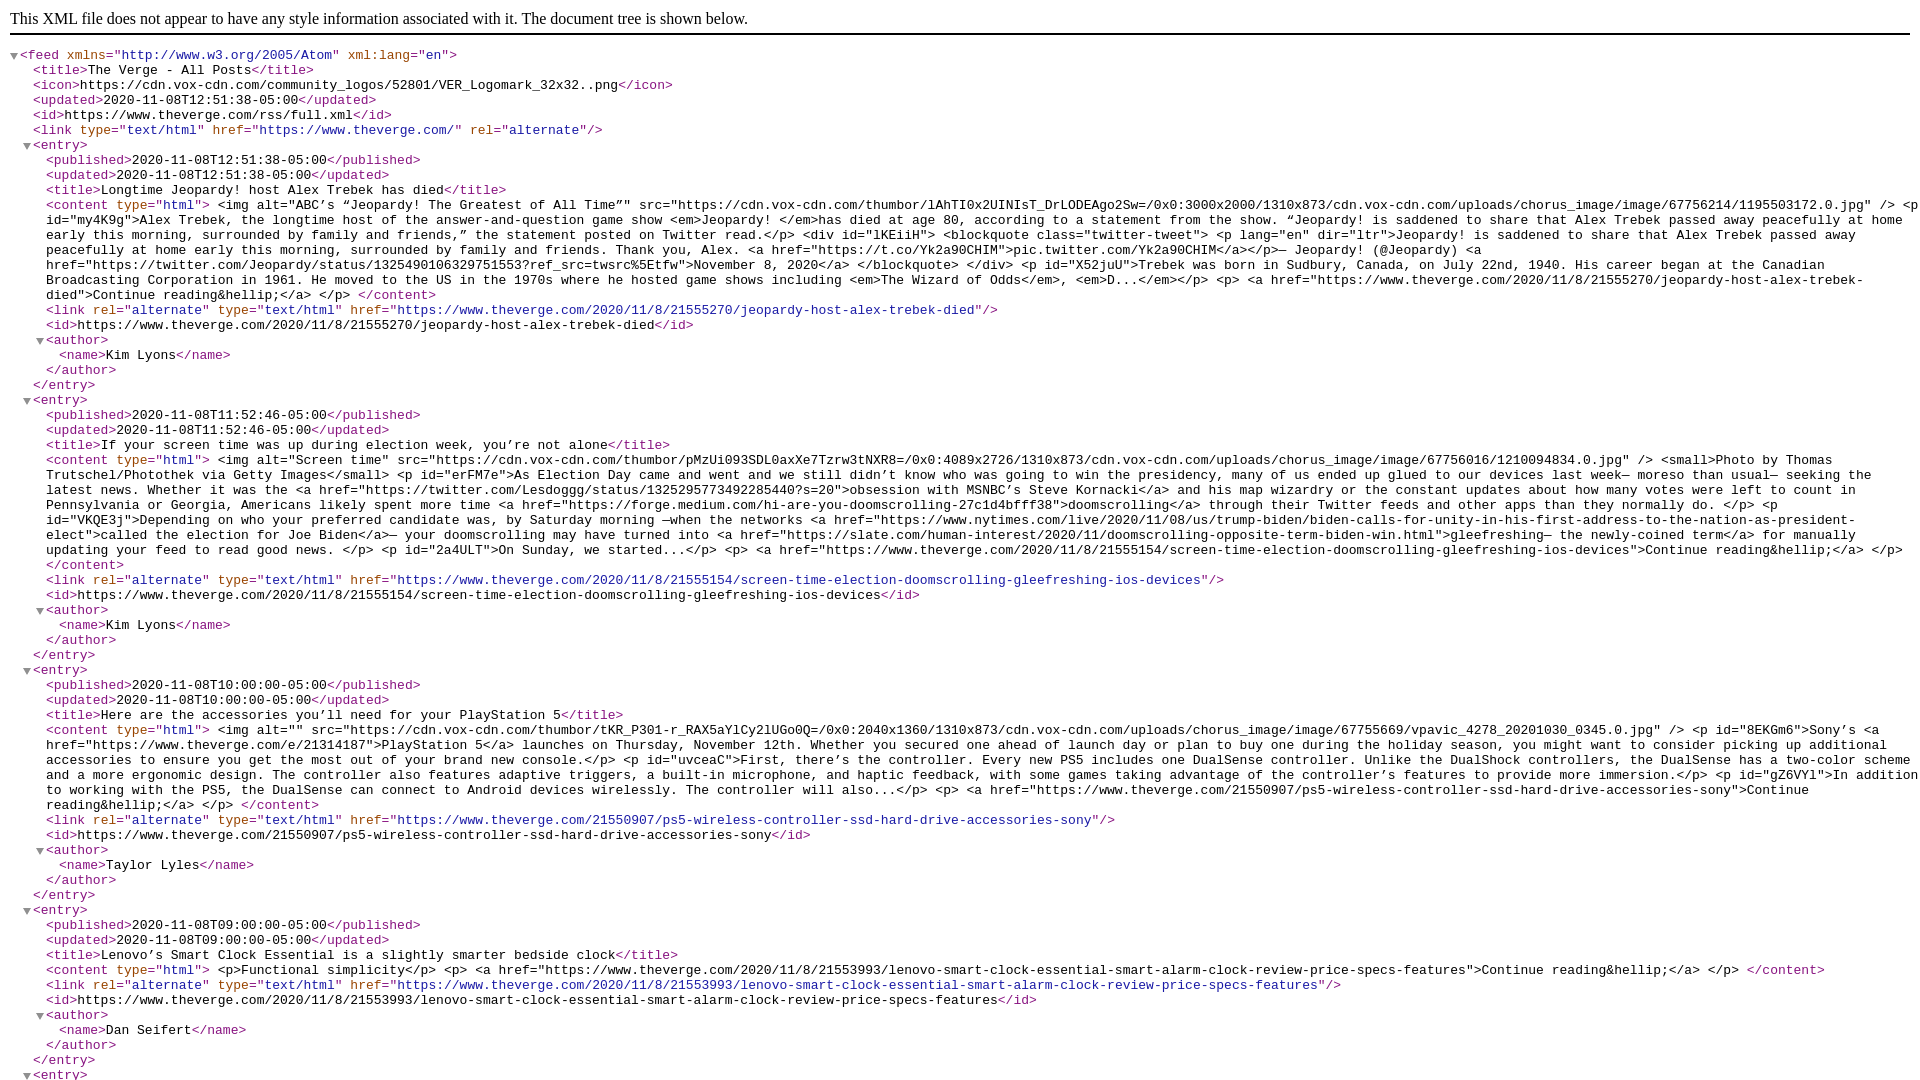 This XML file does not appear to have any style information associated with it. The document tree is shown below.
<feed xmlns="http://www.w3.org/2005/Atom" xml:lang="en">
<title>The Verge - All Posts</title>
<icon>https://cdn.vox-cdn.com/community_logos/52801/VER_Logomark_32x32..png</icon>
<updated>2020-11-08T12:51:38-05:00</updated>
<id>https://www.theverge.com/rss/full.xml</id>
<link type="text/html" href="https://www.theverge.com/" rel="alternate"/>
<entry>
<published>2020-11-08T12:51:38-05:00</published>
<updated>2020-11-08T12:51:38-05:00</updated>
<title>Longtime Jeopardy! host Alex Trebek has died</title>
<content type="html"> <img alt="ABC’s “Jeopardy! The Greatest of All Time”" src="https://cdn.vox-cdn.com/thumbor/lAhTI0x2UINIsT_DrLODEAgo2Sw=/0x0:3000x2000/1310x873/cdn.vox-cdn.com/uploads/chorus_image/image/67756214/1195503172.0.jpg" /> <p
id="my4K9g">Alex Trebek, the longtime host of the answer-and-question game show <em>Jeopardy! </em>has died at age 80, according to a statement from the show. “Jeopardy! is saddened to share that Alex Trebek passed away peacefully at home
early this morning, surrounded by family and friends,” the statement posted on Twitter read.</p> <div id="lKEiiH"> <blockquote class="twitter-tweet"> <p lang="en" dir="ltr">Jeopardy! is saddened to share that Alex Trebek passed away
peacefully at home early this morning, surrounded by family and friends. Thank you, Alex. <a href="https://t.co/Yk2a90CHIM">pic.twitter.com/Yk2a90CHIM</a></p>— Jeopardy! (@Jeopardy) <a
href="https://twitter.com/Jeopardy/status/1325490106329751553?ref_src=twsrc%5Etfw">November 8, 2020</a> </blockquote> </div> <p id="X52juU">Trebek was born in Sudbury, Canada, on July 22nd, 1940. His career began at the Canadian
Broadcasting Corporation in 1961. He moved to the US in the 1970s where he hosted game shows including <em>The Wizard of Odds</em>, <em>D...</em></p> <p> <a href="https://www.theverge.com/2020/11/8/21555270/jeopardy-host-alex-trebek-
died">Continue reading&hellip;</a> </p> </content>
<link rel="alternate" type="text/html" href="https://www.theverge.com/2020/11/8/21555270/jeopardy-host-alex-trebek-died"/>
<id>https://www.theverge.com/2020/11/8/21555270/jeopardy-host-alex-trebek-died</id>
<author>
<name>Kim Lyons</name>
</author>
</entry>
<entry>
<published>2020-11-08T11:52:46-05:00</published>
<updated>2020-11-08T11:52:46-05:00</updated>
<title>If your screen time was up during election week, you’re not alone</title>
<content type="html"> <img alt="Screen time" src="https://cdn.vox-cdn.com/thumbor/pMzUi093SDL0axXe7Tzrw3tNXR8=/0x0:4089x2726/1310x873/cdn.vox-cdn.com/uploads/chorus_image/image/67756016/1210094834.0.jpg" /> <small>Photo by Thomas
Trutschel/Photothek via Getty Images</small> <p id="erFM7e">As Election Day came and went and we still didn’t know who was going to win the presidency, many of us ended up glued to our devices last week— moreso than usual— seeking the
latest news. Whether it was the <a href="https://twitter.com/Lesdoggg/status/1325295773492285440?s=20">obsession with MSNBC’s Steve Kornacki</a> and his map wizardry or the constant updates about how many votes were left to count in
Pennsylvania or Georgia, Americans likely spent more time <a href="https://forge.medium.com/hi-are-you-doomscrolling-27c1d4bfff38">doomscrolling</a> through their Twitter feeds and other apps than they normally do. </p> <p
id="VKQE3j">Depending on who your preferred candidate was, by Saturday morning —when the networks <a href="https://www.nytimes.com/live/2020/11/08/us/trump-biden/biden-calls-for-unity-in-his-first-address-to-the-nation-as-president-
elect">called the election for Joe Biden</a>— your doomscrolling may have turned into <a href="https://slate.com/human-interest/2020/11/doomscrolling-opposite-term-biden-win.html">gleefreshing— the newly-coined term</a> for manually
updating your feed to read good news. </p> <p id="2a4ULT">On Sunday, we started...</p> <p> <a href="https://www.theverge.com/2020/11/8/21555154/screen-time-election-doomscrolling-gleefreshing-ios-devices">Continue reading&hellip;</a> </p>
</content>
<link rel="alternate" type="text/html" href="https://www.theverge.com/2020/11/8/21555154/screen-time-election-doomscrolling-gleefreshing-ios-devices"/>
<id>https://www.theverge.com/2020/11/8/21555154/screen-time-election-doomscrolling-gleefreshing-ios-devices</id>
<author>
<name>Kim Lyons</name>
</author>
</entry>
<entry>
<published>2020-11-08T10:00:00-05:00</published>
<updated>2020-11-08T10:00:00-05:00</updated>
<title>Here are the accessories you’ll need for your PlayStation 5</title>
<content type="html"> <img alt="" src="https://cdn.vox-cdn.com/thumbor/tKR_P301-r_RAX5aYlCy2lUGo0Q=/0x0:2040x1360/1310x873/cdn.vox-cdn.com/uploads/chorus_image/image/67755669/vpavic_4278_20201030_0345.0.jpg" /> <p id="8EKGm6">Sony’s <a
href="https://www.theverge.com/e/21314187">PlayStation 5</a> launches on Thursday, November 12th. Whether you secured one ahead of launch day or plan to buy one during the holiday season, you might want to consider picking up additional
accessories to ensure you get the most out of your brand new console.</p> <p id="uvceaC">First, there’s the controller. Every new PS5 includes one DualSense controller. Unlike the DualShock controllers, the DualSense has a two-color scheme
and a more ergonomic design. The controller also features adaptive triggers, a built-in microphone, and haptic feedback, with some games taking advantage of the controller’s features to provide more immersion.</p> <p id="gZ6VYl">In addition
to working with the PS5, the DualSense can connect to Android devices wirelessly. The controller will also...</p> <p> <a href="https://www.theverge.com/21550907/ps5-wireless-controller-ssd-hard-drive-accessories-sony">Continue
reading&hellip;</a> </p> </content>
<link rel="alternate" type="text/html" href="https://www.theverge.com/21550907/ps5-wireless-controller-ssd-hard-drive-accessories-sony"/>
<id>https://www.theverge.com/21550907/ps5-wireless-controller-ssd-hard-drive-accessories-sony</id>
<author>
<name>Taylor Lyles</name>
</author>
</entry>
<entry>
<published>2020-11-08T09:00:00-05:00</published>
<updated>2020-11-08T09:00:00-05:00</updated>
<title>Lenovo’s Smart Clock Essential is a slightly smarter bedside clock</title>
<content type="html"> <p>Functional simplicity</p> <p> <a href="https://www.theverge.com/2020/11/8/21553993/lenovo-smart-clock-essential-smart-alarm-clock-review-price-specs-features">Continue reading&hellip;</a> </p> </content>
<link rel="alternate" type="text/html" href="https://www.theverge.com/2020/11/8/21553993/lenovo-smart-clock-essential-smart-alarm-clock-review-price-specs-features"/>
<id>https://www.theverge.com/2020/11/8/21553993/lenovo-smart-clock-essential-smart-alarm-clock-review-price-specs-features</id>
<author>
<name>Dan Seifert</name>
</author>
</entry>
<entry>